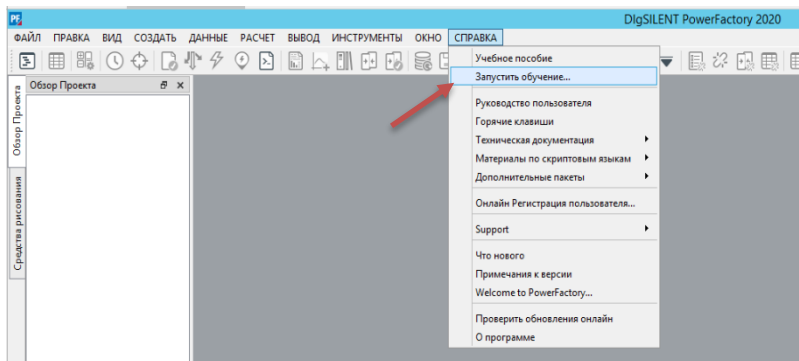 PF
DIgSILENT PowerFactory 2020
ФАЙЛ ПРАВКА ВИД СОЗДАТЬ ДАННЫЕ РАСЧЕТ ВЫВОД ИНСТРУМЕНТЫ ОКНО СПРАВКА
Обзор Проекта
Обзор Проекта
Средства рисования
Учебное пособие
Запустить обучение...
Руководство пользователя
Горячие клавиши
Техническая документация
Материалы по скриптовым языкам
Дополнительные пакеты
Онлайн Регистрация пользователя...
Support
Что нового
Примечания к версии
Welcome to PowerFactory...
Проверить обновления онлайн
О программе